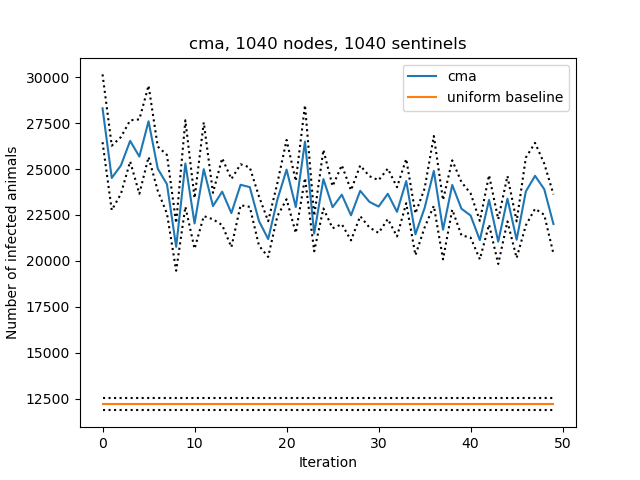 cma, 1040 nodes, 1040 sentinels
cma
uniform baseline
Number of infected animals
30000
27500
25000
22500
20000
17500
15000
12500
0
10
20
30
40
50
Iteration